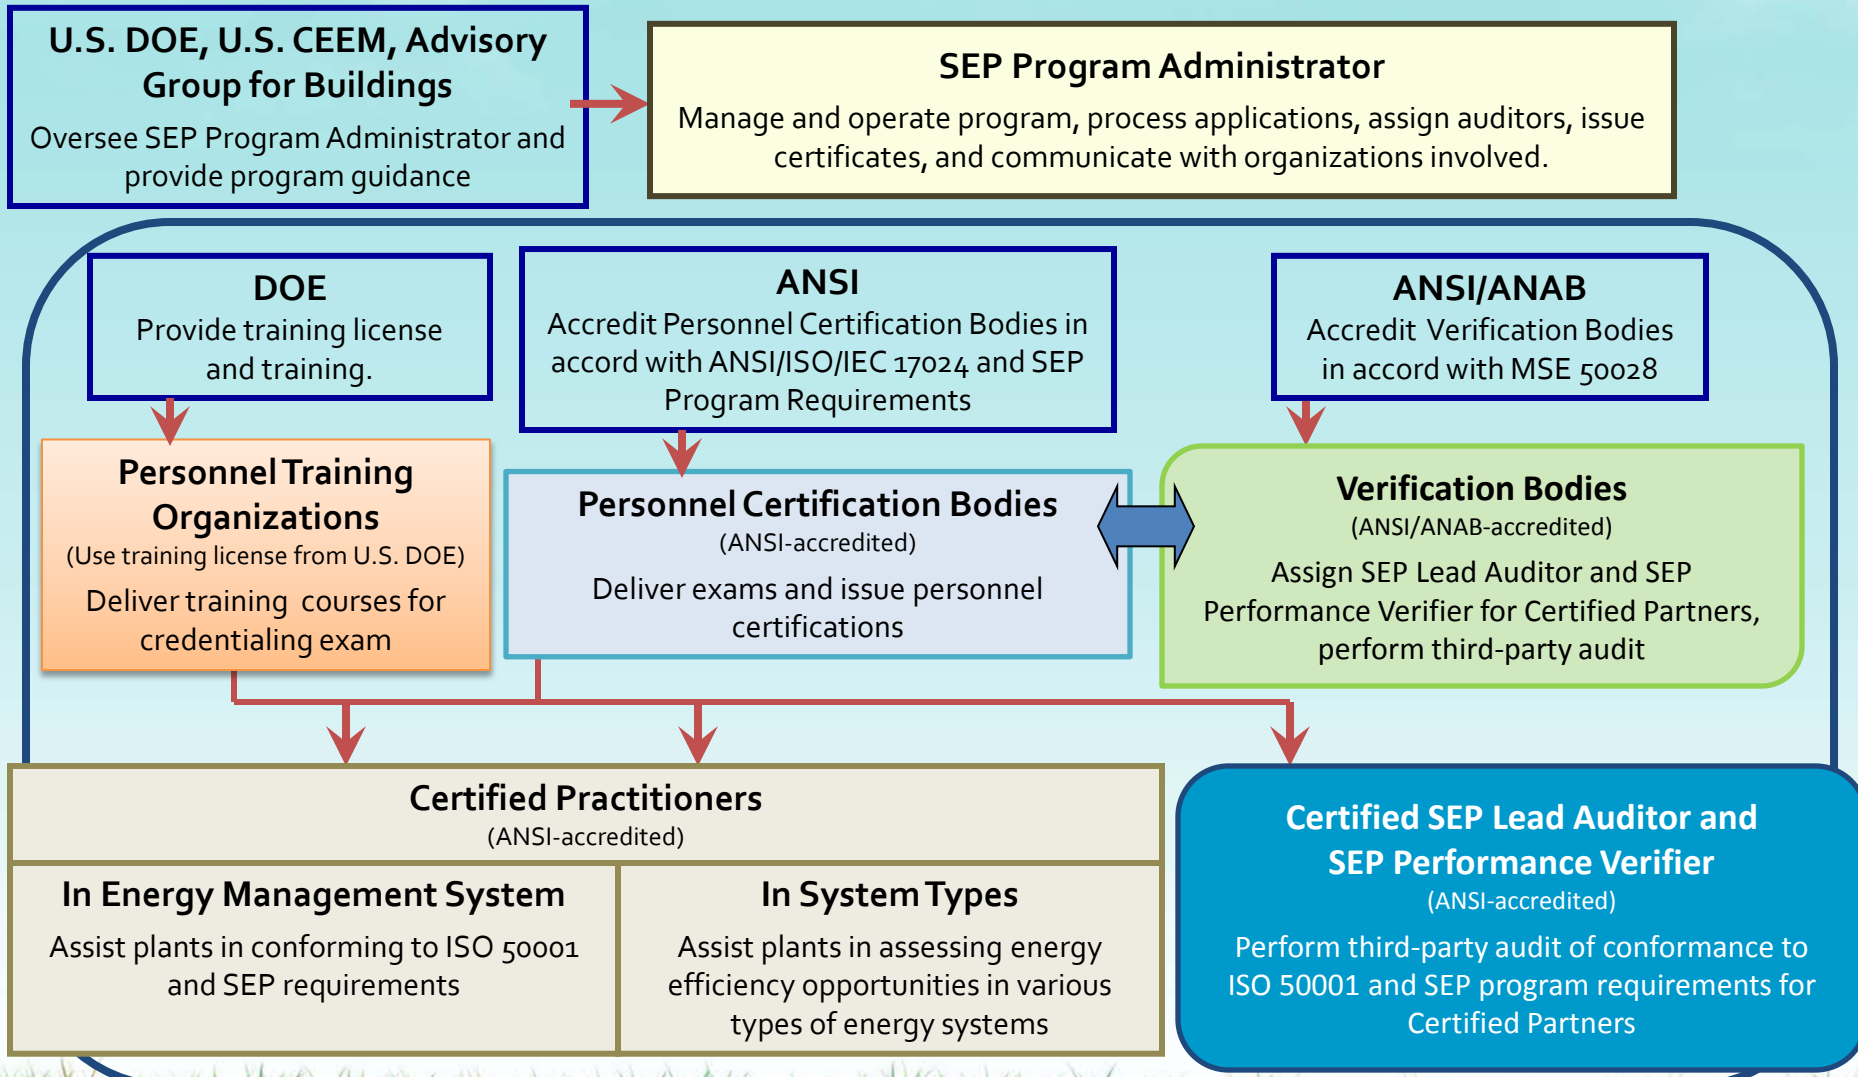 U.S. DOE, U.S. CEEM, Advisory
Group for Buildings
Oversee SEP Program Administrator and
provide program guidance
SEP Program Administrator
Manage and operate program, process applications, assign auditors, issue
certificates, and communicate with organizations involved.
DOE
Provide training license
and training.
ANSI
Accredit Personnel Certification Bodies in
accord with ANSI/ISO/IEC 17024 and SEP
Program Requirements
ANSI/ANAB
Accredit Verification Bodies
in accord with MSE 50028
Personnel Training
Organizations
(Use training license from U.S. DOE)
Deliver training courses for
credentialing exam
Personnel Certification Bodies
(ANSI-accredited)
Deliver exams and issue personnel
certifications
Verification Bodies
(ANSI/ANAB-accredited)
Assign SEP Lead Auditor and SEP
Performance Verifier for Certified Partners,
perform third-party audit
Certified Practitioners
(ANSI-accredited)
In Energy Management System
Assist plants in conforming to ISO 50001
and SEP requirements
In System Types
Assist plants in assessing energy
efficiency opportunities in various
types of energy systems
Certified SEP Lead Auditor and
SEP Performance Verifier
(ANSI-accredited)
Perform third-party audit of conformance to
ISO 50001 and SEP program requirements for
Certified Partners